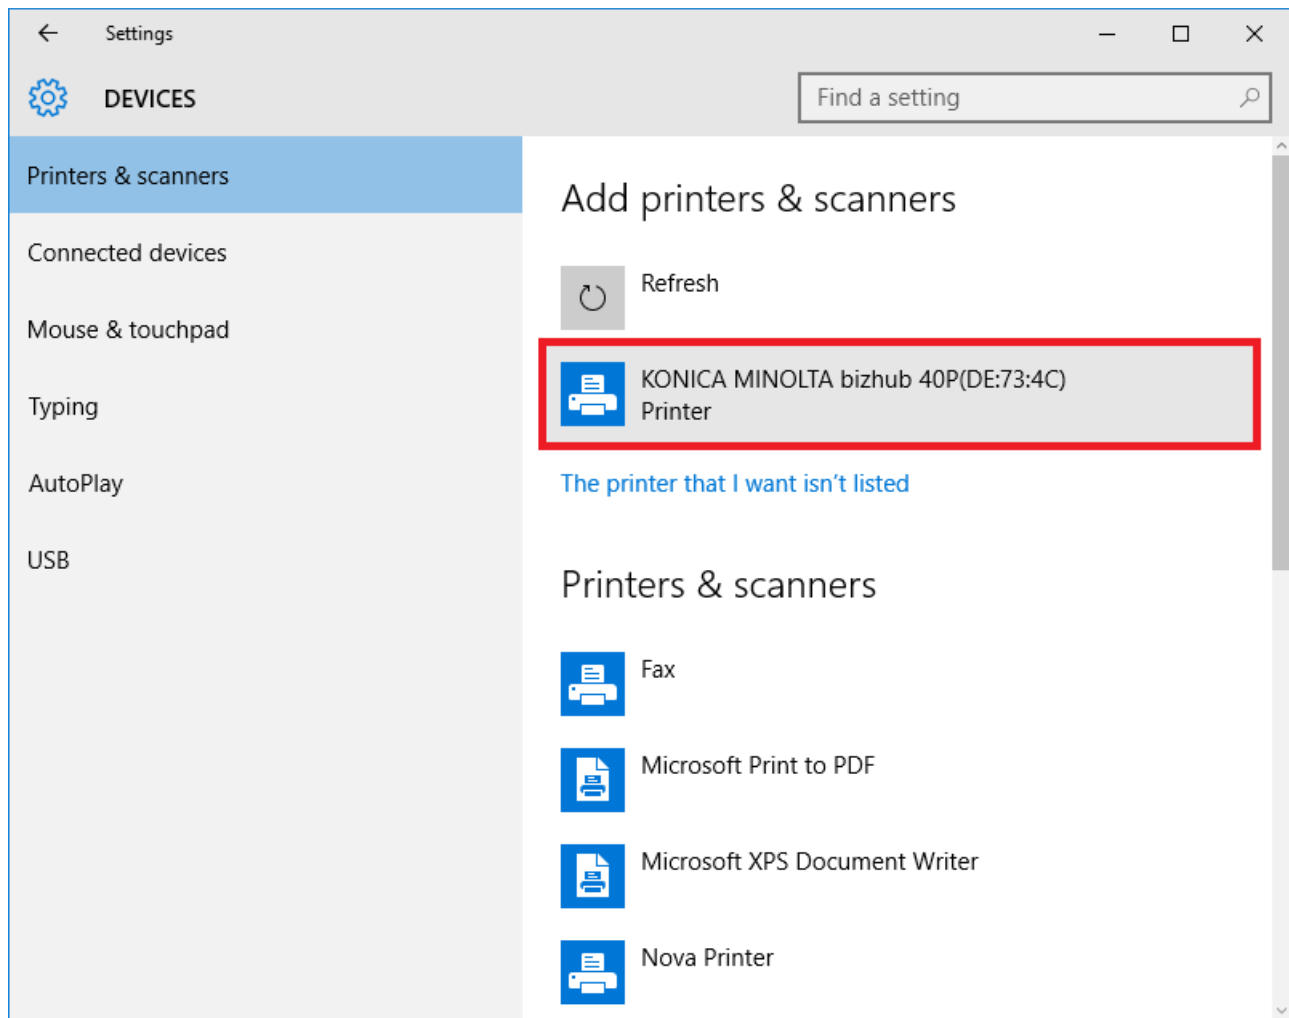 Settings
DEVICES
Find a setting
Printers & scanners
Connected devices
Mouse & touchpad
Typing
AutoPlay
USB
Add printers & scanners
Refresh
KONICA MINOLTA bizhub 40P(DE:73:4C)
Printer
The printer that I want isn't listed
Printers & scanners
Fax
Microsoft Print to PDF
Microsoft XPS Document Writer
Nova Printer